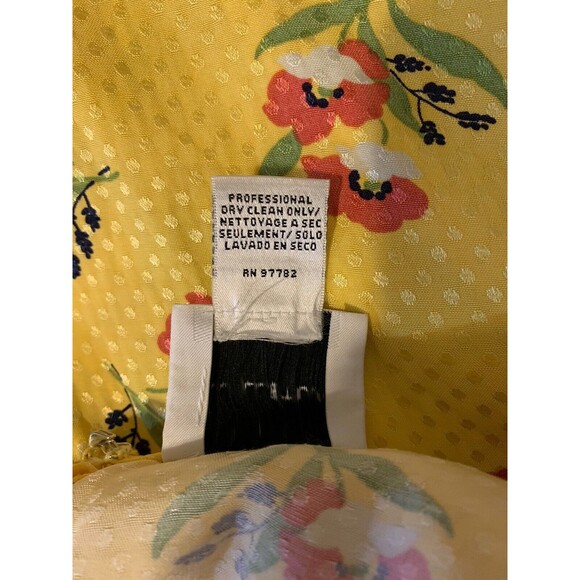 PROFESSIONAL
DRY CLEAN ONLY/
NETTOYAGE A SEC
SEULEMENT/ SOLO
LAVADO EN SECO
RN 97782